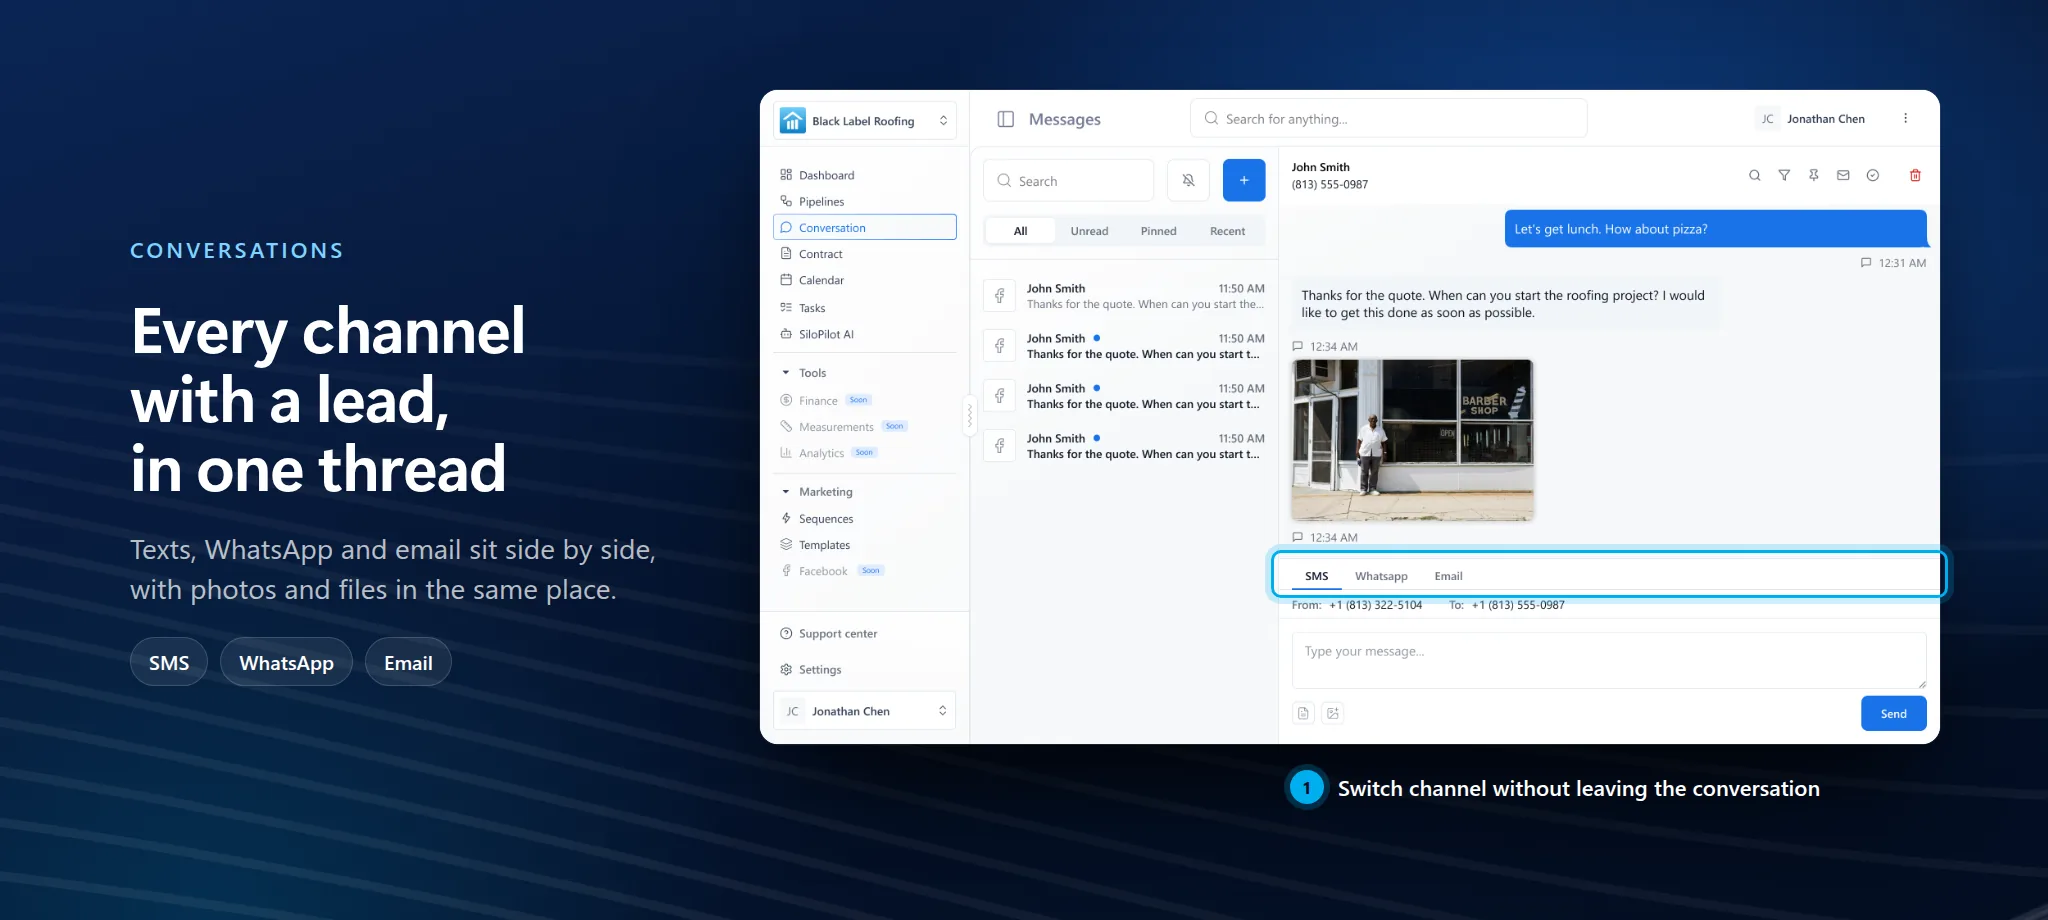 CONVERSATIONS
Every channel
with a lead,
in one thread
Texts, WhatsApp and email sit side by side,
with photos and files in the same place.
SMS
WhatsApp
Email
Black Label Roofing
Dashboard
Pipelines
Conversation
Contract
Calendar
Tasks
SiloPilot AI
Tools
Finance Soon
Measurements Soon
Analytics Soon
Marketing
Sequences
Templates
Facebook Soon
Support center
Settings
JC Jonathan Chen
Messages
Search for anything...
JC Jonathan Chen
Search
+
All Unread Pinned Recent
John Smith 11:50 AM
Thanks for the quote. When can you start the...
John Smith 11:50 AM
Thanks for the quote. When can you start t...
John Smith 11:50 AM
Thanks for the quote. When can you start t...
John Smith 11:50 AM
Thanks for the quote. When can you start t...
John Smith
(813) 555-0987
Let's get lunch. How about pizza?
12:31 AM
Thanks for the quote. When can you start the roofing project? I would
like to get this done as soon as possible.
12:34 AM
BARBER
SHOP
OPEN
12:34 AM
SMS Whatsapp Email
From: +1 (813) 322-5104 To: +1 (813) 555-0987
Type your message...
Send
1 Switch channel without leaving the conversation